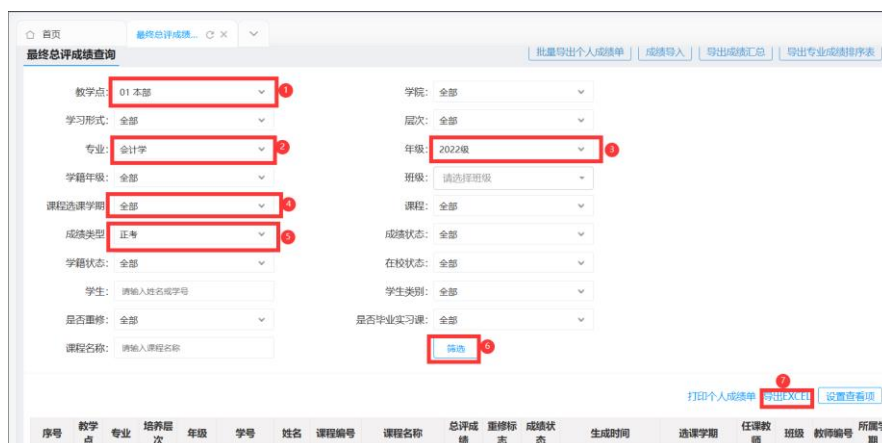 首页 最终总评成绩...
最终总评成绩查询 批量导出个人成绩单 成绩导入 导出成绩汇总 导出专业成绩排序表
教学点: 01 本部 1 学院: 全部
学习形式: 全部 层次: 全部
专业: 会计学 2 年级: 2022级 3
学籍年级: 全部 班级: 请选择班级
课程选课学期 全部 4 课程: 全部
成绩类型 正考 5 成绩状态: 全部
学籍状态: 全部 在校状态: 全部
学生: 请输入姓名或学号 学生类别: 全部
是否重修: 全部 是否毕业实习课: 全部
课程名称: 请输入课程名称 筛选 6
7
打印个人成绩单 导出EXCEL 设置查看项
序号 教学点 专业 培养层次 年级 学号 姓名 课程编号 课程名称 总评成绩 重修标志 成绩状态 生成时间 选课学期 任课教师 班级 教师编号